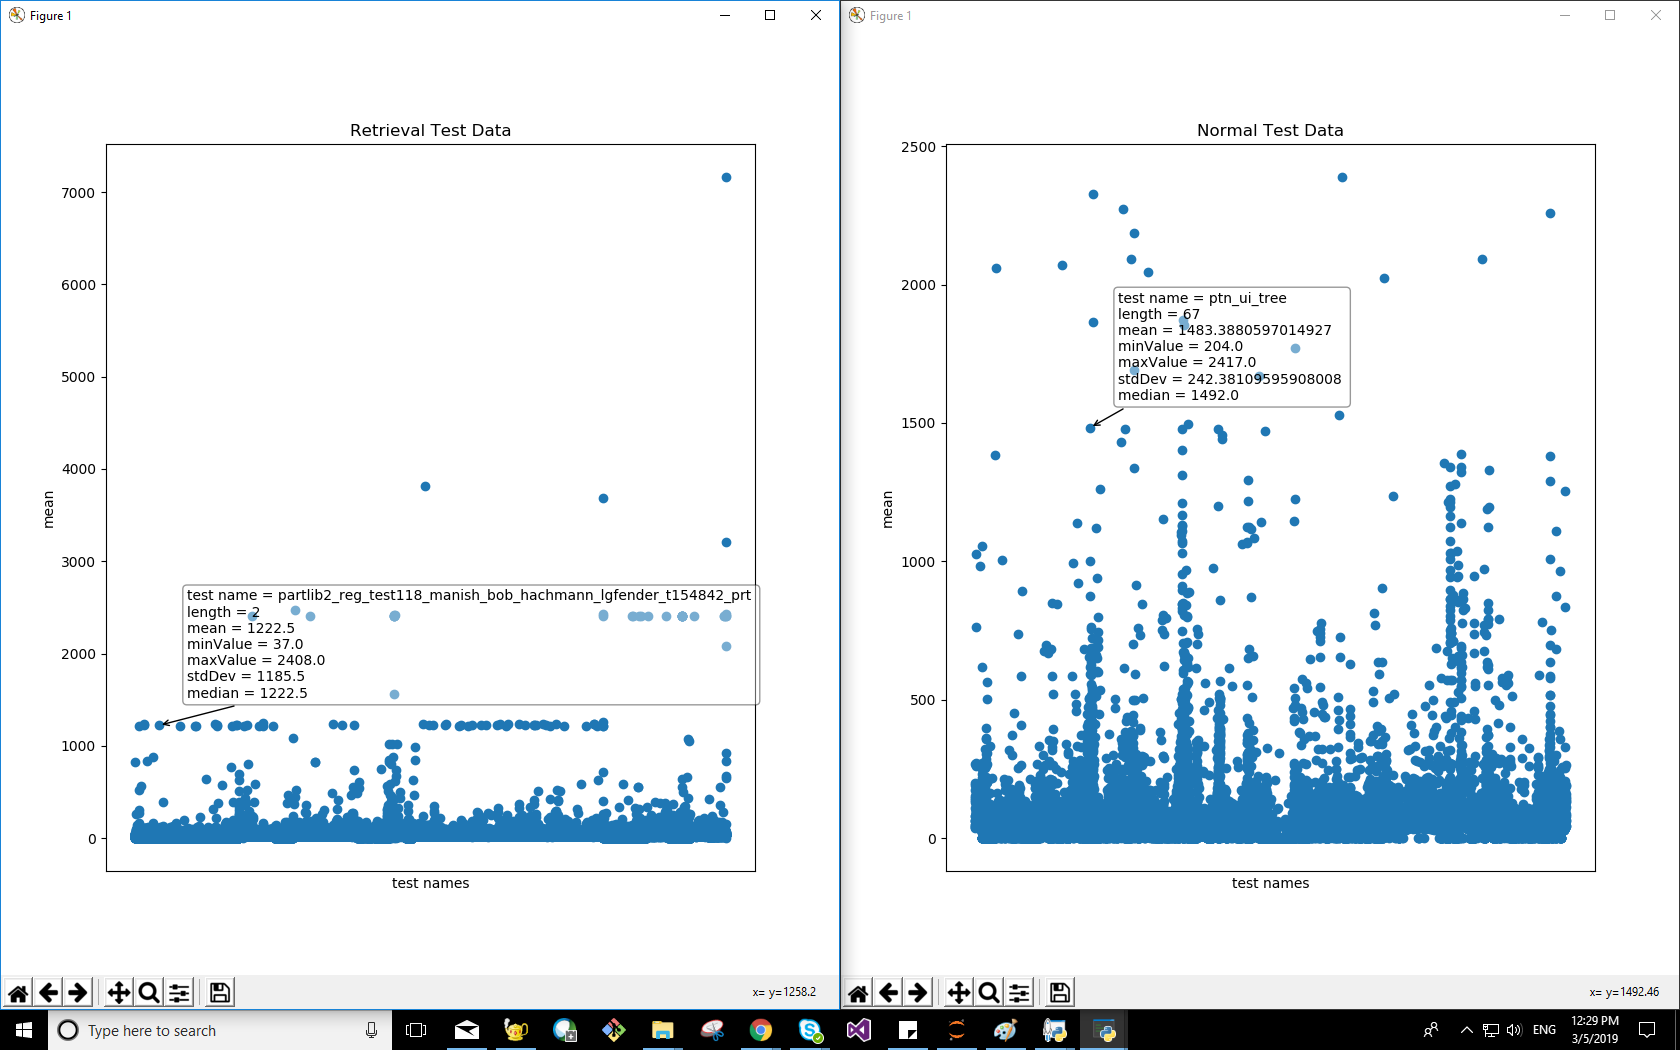 Figure 1
Retrieval Test Data
7000
6000
5000
4000
3000
2000
1000
0
mean
test name = partlib2_reg_test118_manish_bob_hachmann_lgfender_t154842_prt
length = 2
mean = 1222.5
minValue = 37.0
maxValue = 2408.0
stdDev = 1185.5
median = 1222.5
test names
x= y=1258.2
Figure 1
Normal Test Data
2500
2000
1500
1000
500
0
mean
test name = ptn_ui_tree
length = 67
mean = 1483.3880597014927
minValue = 204.0
maxValue = 2417.0
stdDev = 242.38109595908008
median = 1492.0
test names
x= y=1492.46
Type here to search
ENG
12:29 PM
3/5/2019